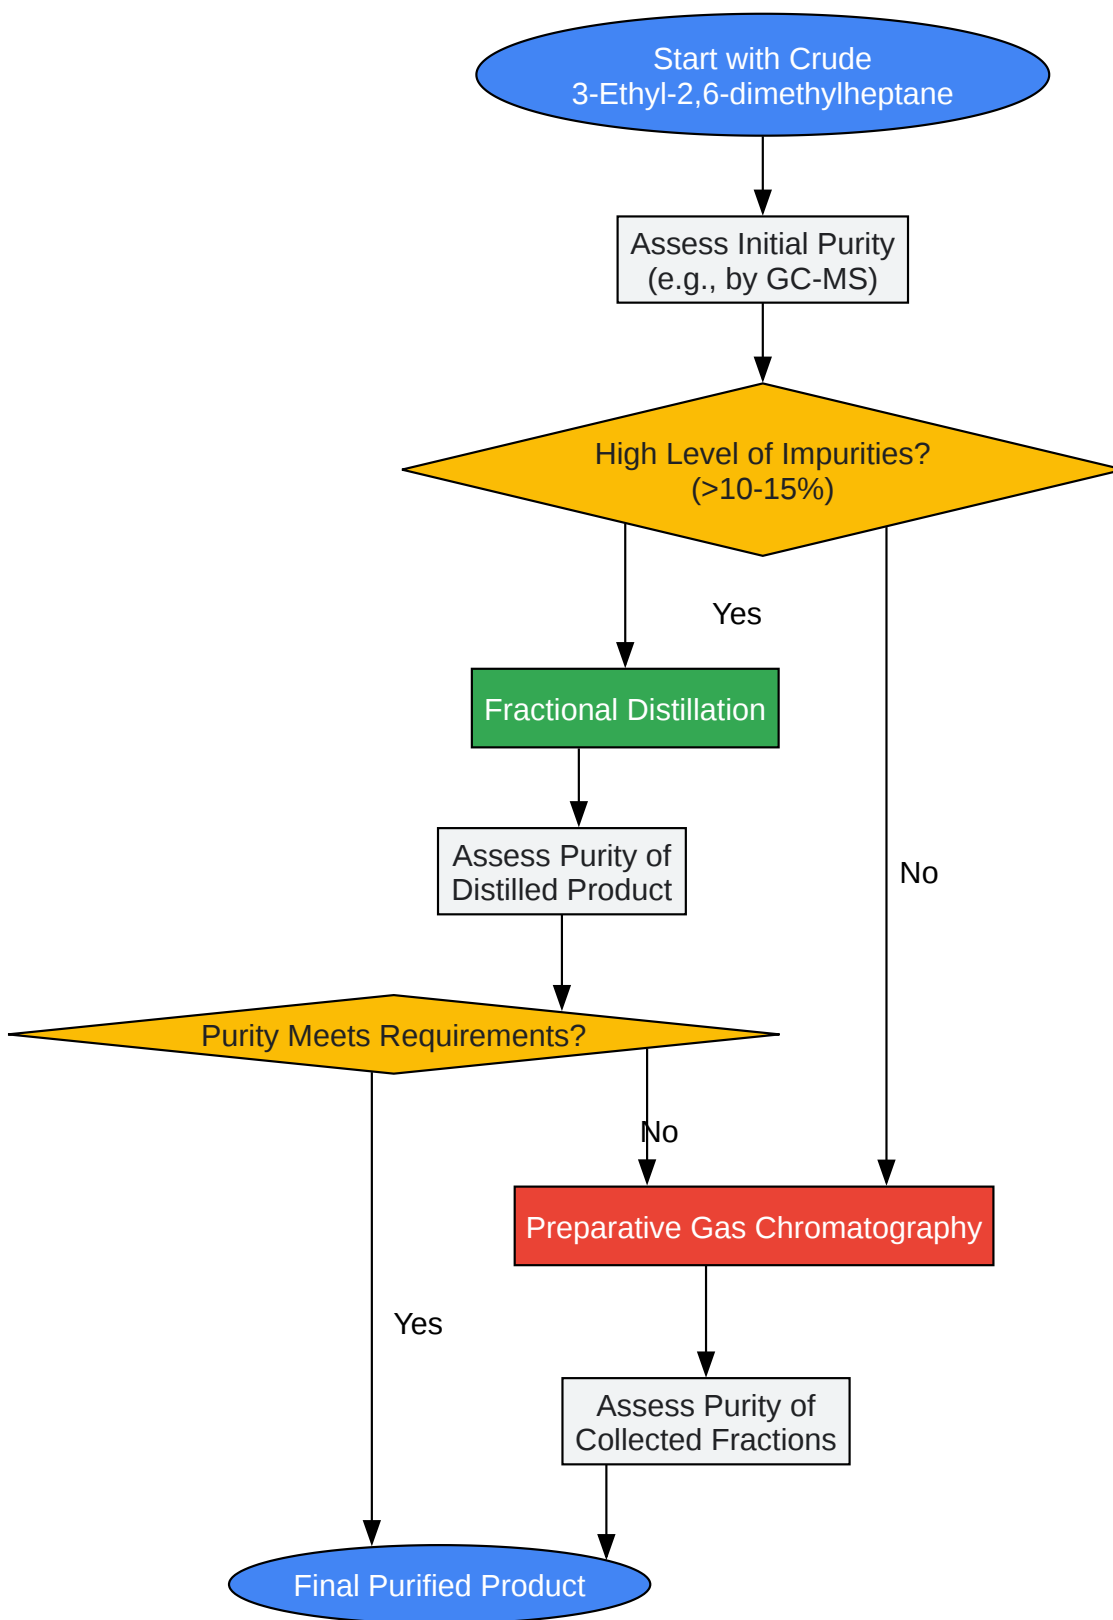 Start with Crude
3-Ethyl-2,6-dimethylheptane
Assess Initial Purity
(e.g., by GC-MS)
High Level of Impurities?
(>10-15%)
Yes
Fractional Distillation
Assess Purity of
Distilled Product
No
Purity Meets Requirements?
No
Preparative Gas Chromatography
Yes
Assess Purity of
Collected Fractions
Final Purified Product